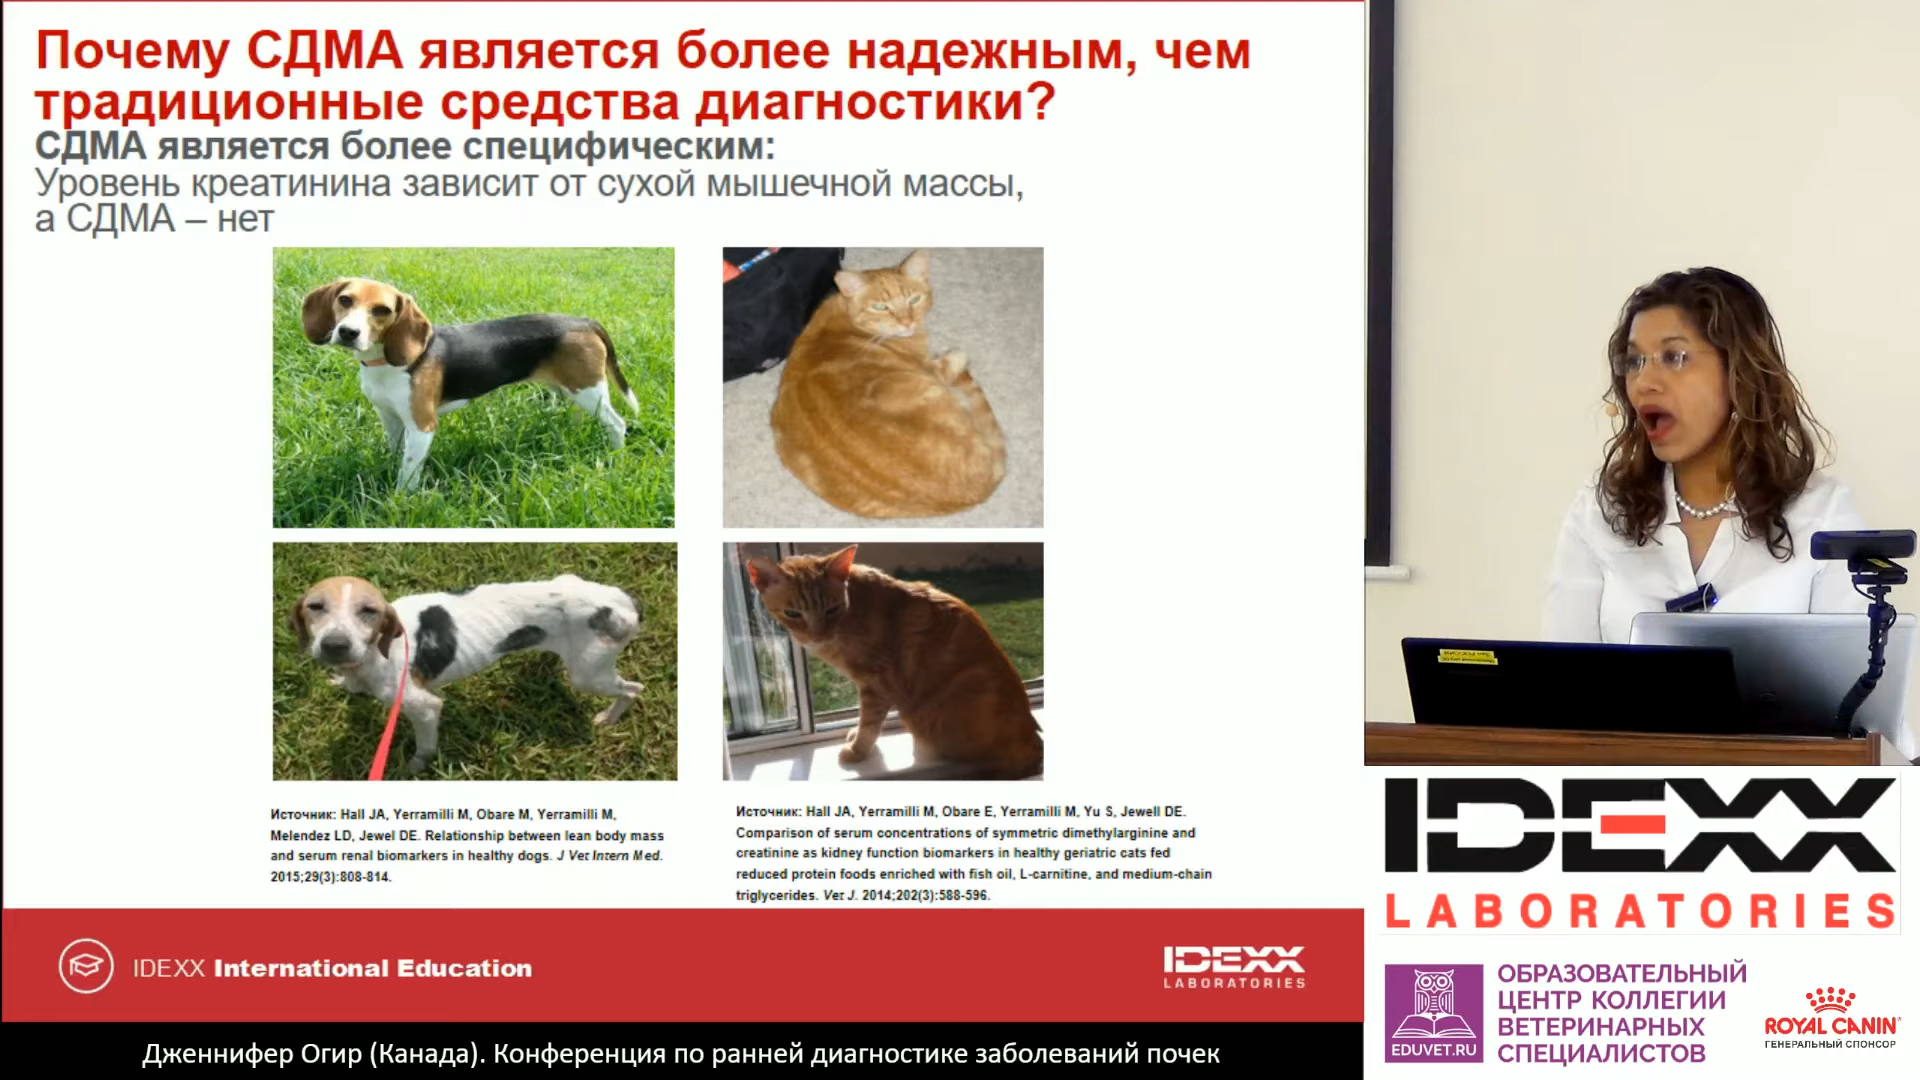 Почему СДМА является более надежным, чем
традиционные средства диагностики?
СДМА является более специфическим:
Уровень креатинина зависит от сухой мышечной массы,
а СДМА – нет
Источник: Hall JA, Yerramilli M, Obare M, Yerramilli M,
Melendez LD, Jewel DE. Relationship between lean body mass
and serum renal biomarkers in healthy dogs. J Vet Intern Med.
2015;29(3):808-814.
Источник: Hall JA, Yerramilli M, Obare E, Yerramilli M, Yu S, Jewell DE.
Comparison of serum concentrations of symmetric dimethylarginine and
creatinine as kidney function biomarkers in healthy geriatric cats fed
reduced protein foods enriched with fish oil, L-carnitine, and medium-chain
triglycerides. Vet J. 2014;202(3):588-596.
IDEXX International Education
IDEXX
LABORATORIES
IDEXX
LABORATORIES
EDUVET.RU
ОБРАЗОВАТЕЛЬНЫЙ
ЦЕНТР КОЛЛЕГИИ
ВЕТЕРИНАРНЫХ
СПЕЦИАЛИСТОВ
ROYAL CANIN
ГЕНЕРАЛЬНЫЙ СПОНСОР
Дженнифер Огир (Канада). Конференция по ранней диагностике заболеваний почек